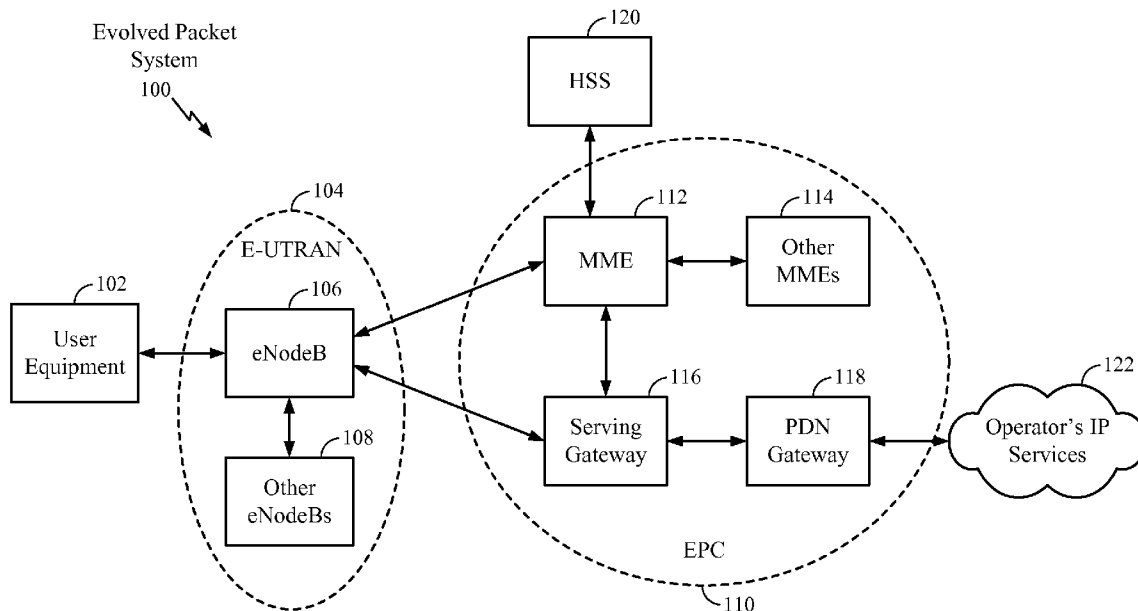 Evolved Packet
System
100
120
HSS
104
E-UTRAN
112
MME
114
Other
MMEs
102
User
Equipment
106
eNodeB
108
Other
eNodeBs
116
Serving
Gateway
118
PDN
Gateway
122
Operator's IP
Services
EPC
110